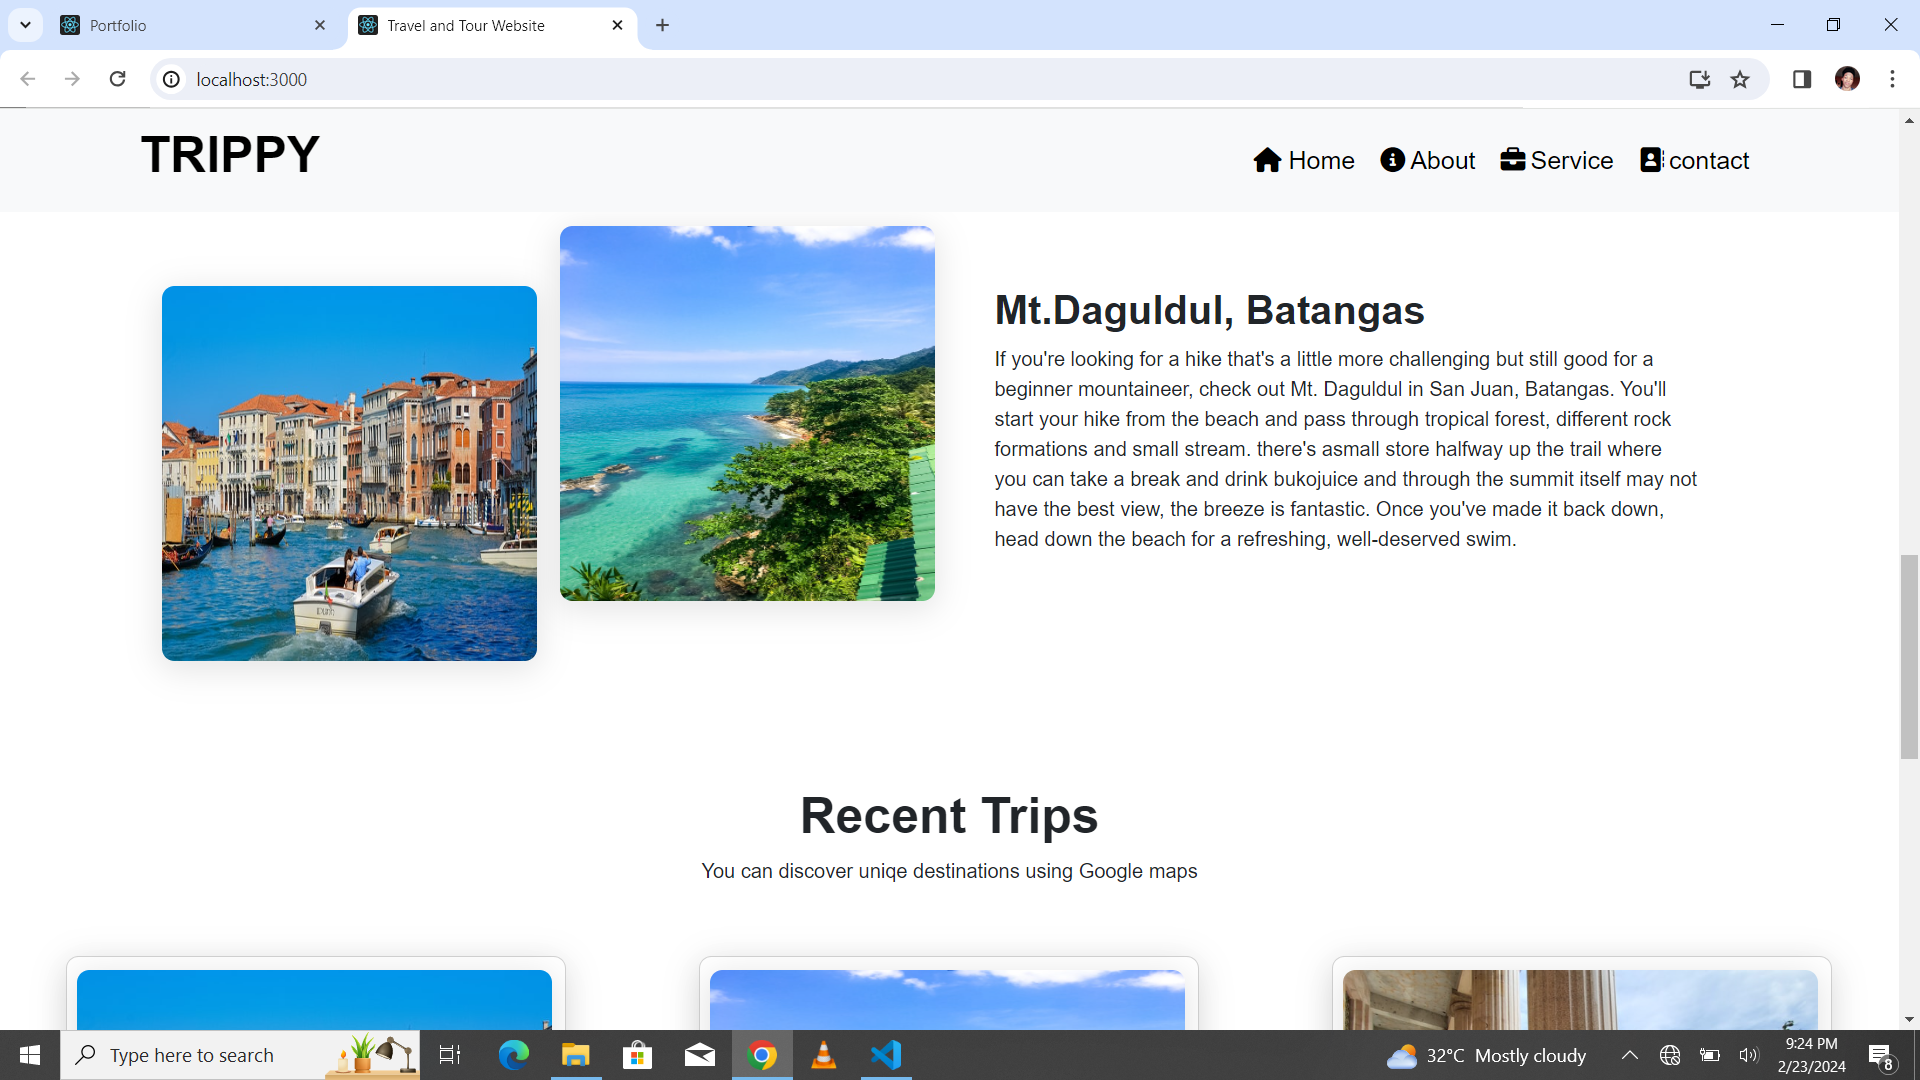 Portfolio
Travel and Tour Website
localhost:3000
TRIPPY
Home About Service contact
Mt.Daguldul, Batangas
If you're looking for a hike that's a little more challenging but still good for a
beginner mountaineer, check out Mt. Daguldul in San Juan, Batangas. You'll
start your hike from the beach and pass through tropical forest, different rock
formations and small stream. there's asmall store halfway up the trail where
you can take a break and drink bukojuice and through the summit itself may not
have the best view, the breeze is fantastic. Once you've made it back down,
head down the beach for a refreshing, well-deserved swim.
Recent Trips
You can discover uniqe destinations using Google maps
Type here to search
32°C Mostly cloudy
9:24 PM
2/23/2024
8